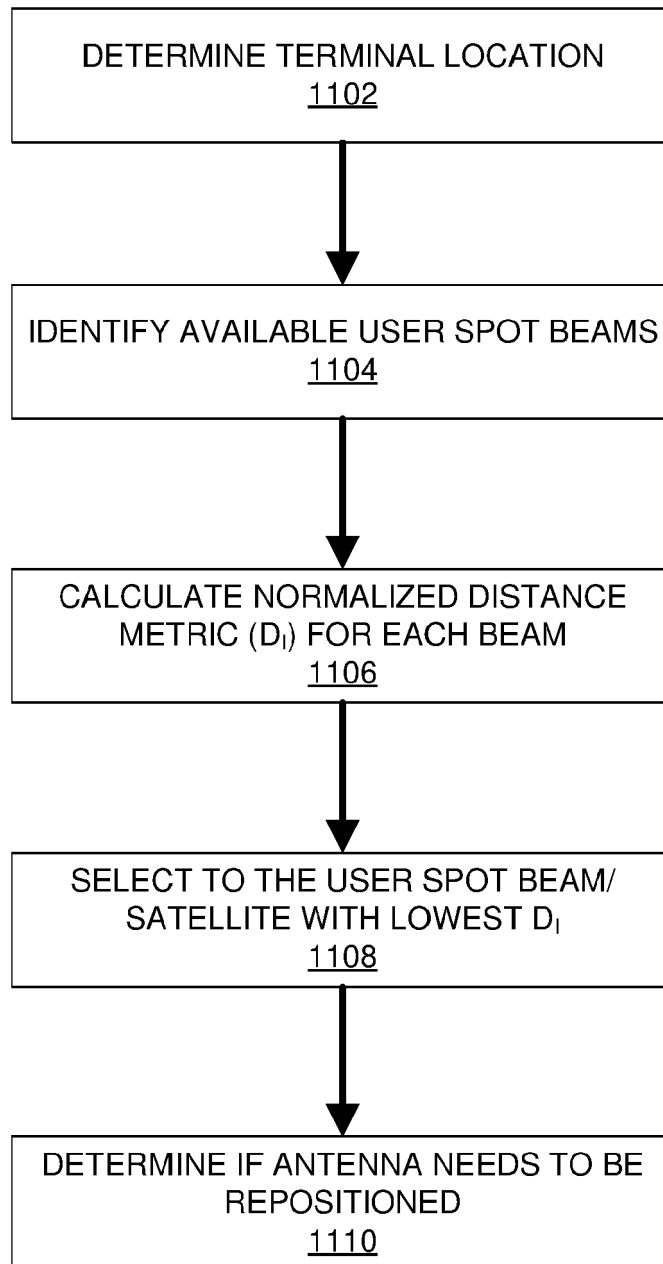 DETERMINE TERMINAL LOCATION
1102
IDENTIFY AVAILABLE USER SPOT BEAMS
1104
CALCULATE NORMALIZED DISTANCE
METRIC (Dᵢ) FOR EACH BEAM
1106
SELECT TO THE USER SPOT BEAM/
SATELLITE WITH LOWEST Dᵢ
1108
DETERMINE IF ANTENNA NEEDS TO BE
REPOSITIONED
1110